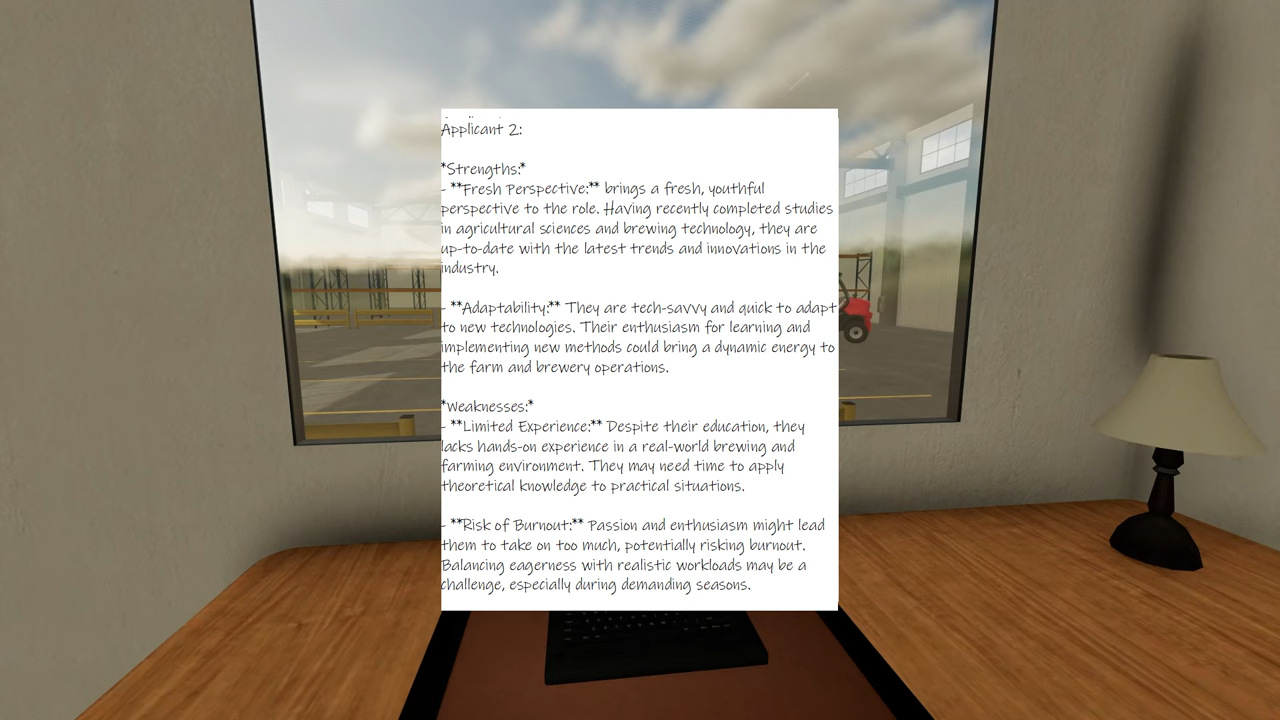 Applicant 2:
*Strengths:*
- **Fresh Perspective:** brings a fresh, youthful
perspective to the role. Having recently completed studies
in agricultural sciences and brewing technology, they are
up-to-date with the latest trends and innovations in the
industry.
- **Adaptability:** They are tech-savvy and quick to adapt
to new technologies. Their enthusiasm for learning and
implementing new methods could bring a dynamic energy to
the farm and brewery operations.
*Weaknesses:*
- **Limited Experience:** Despite their education, they
lacks hands-on experience in a real-world brewing and
farming environment. They may need time to apply
theoretical knowledge to practical situations.
- **Risk of Burnout:** Passion and enthusiasm might lead
them to take on too much, potentially risking burnout.
Balancing eagerness with realistic workloads may be a
challenge, especially during demanding seasons.